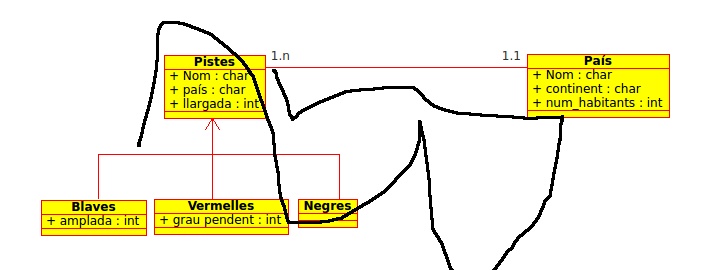 Pistes
+ Nom : char
+ país : char
+ llargada : int
1.n
1.1
País
+ Nom : char
+ continent : char
+ num_habitants : int
Blaves
+ amplada : int
Vermelles
+ grau pendent : int
Negres